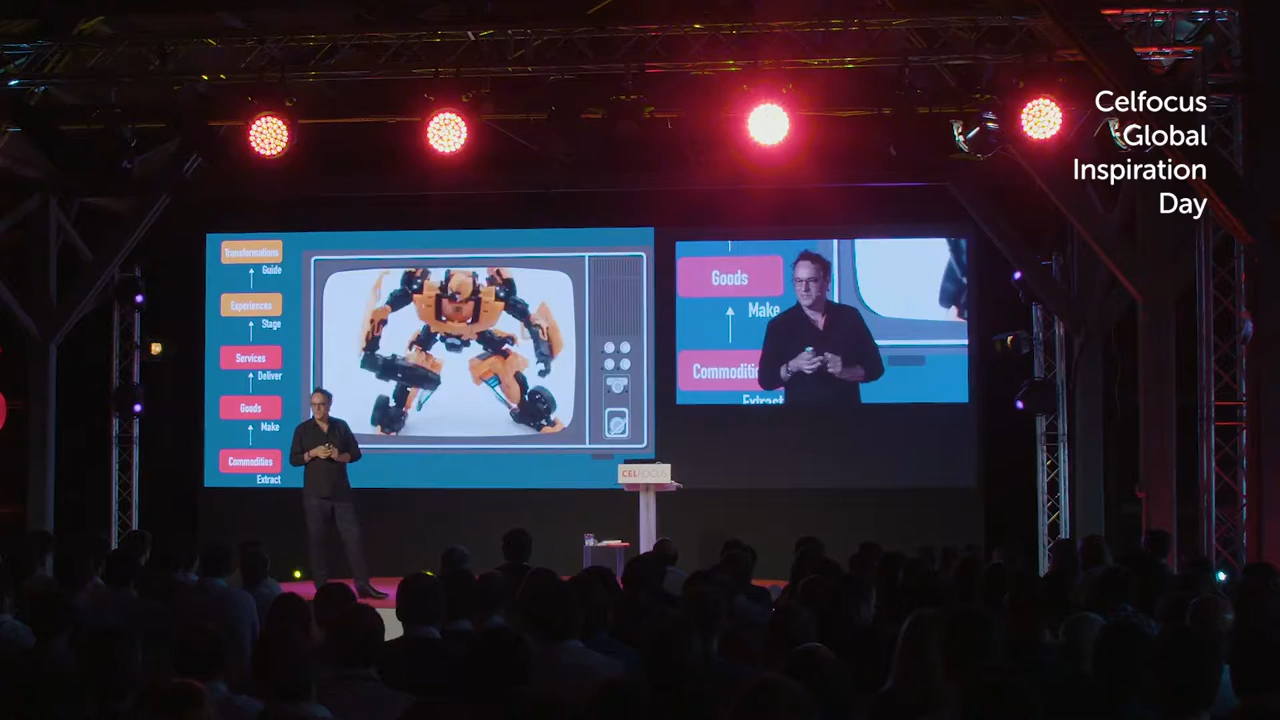 Celfocus
Global
Inspiration
Day
Transformations
Guide
Experiences
Stage
Services
Deliver
Goods
Make
Commodities
Extract
Goods
Make
Commoditi
Extract
CELFOCUS